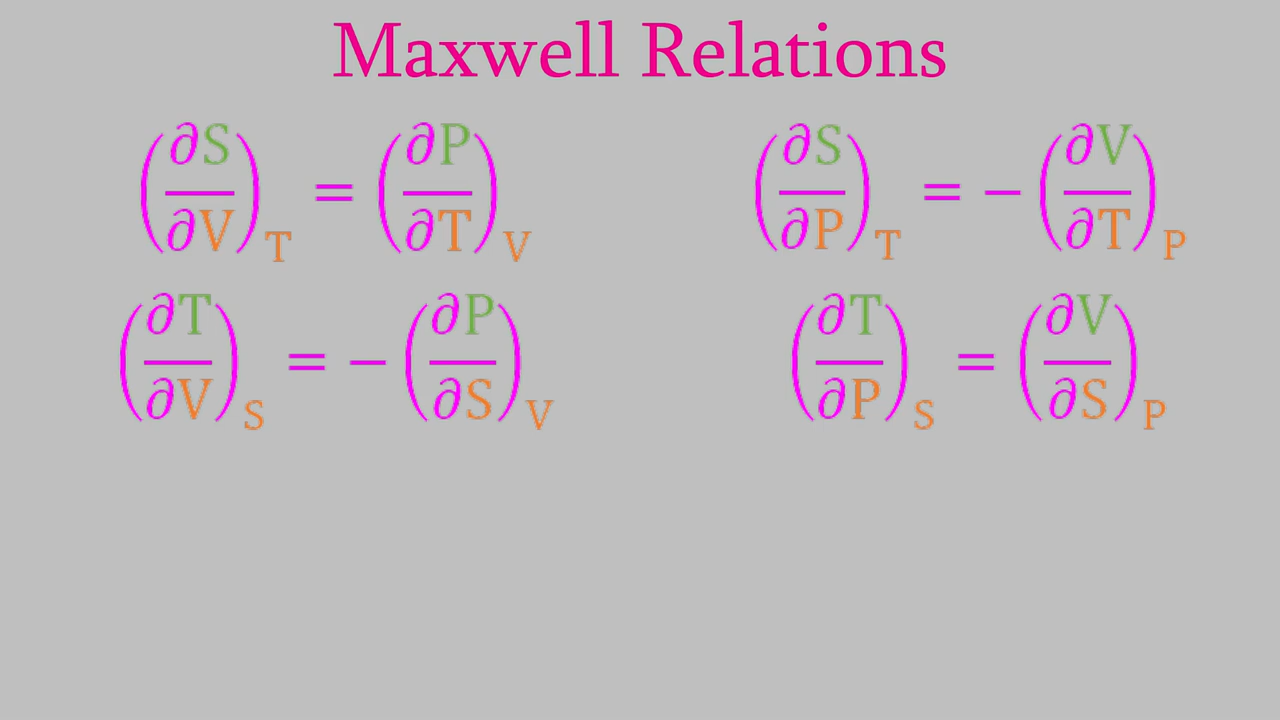 Maxwell Relations
(∂S/∂V)_T = (∂P/∂T)_V (∂S/∂P)_T = −(∂V/∂T)_P
(∂T/∂V)_S = −(∂P/∂S)_V (∂T/∂P)_S = (∂V/∂S)_P